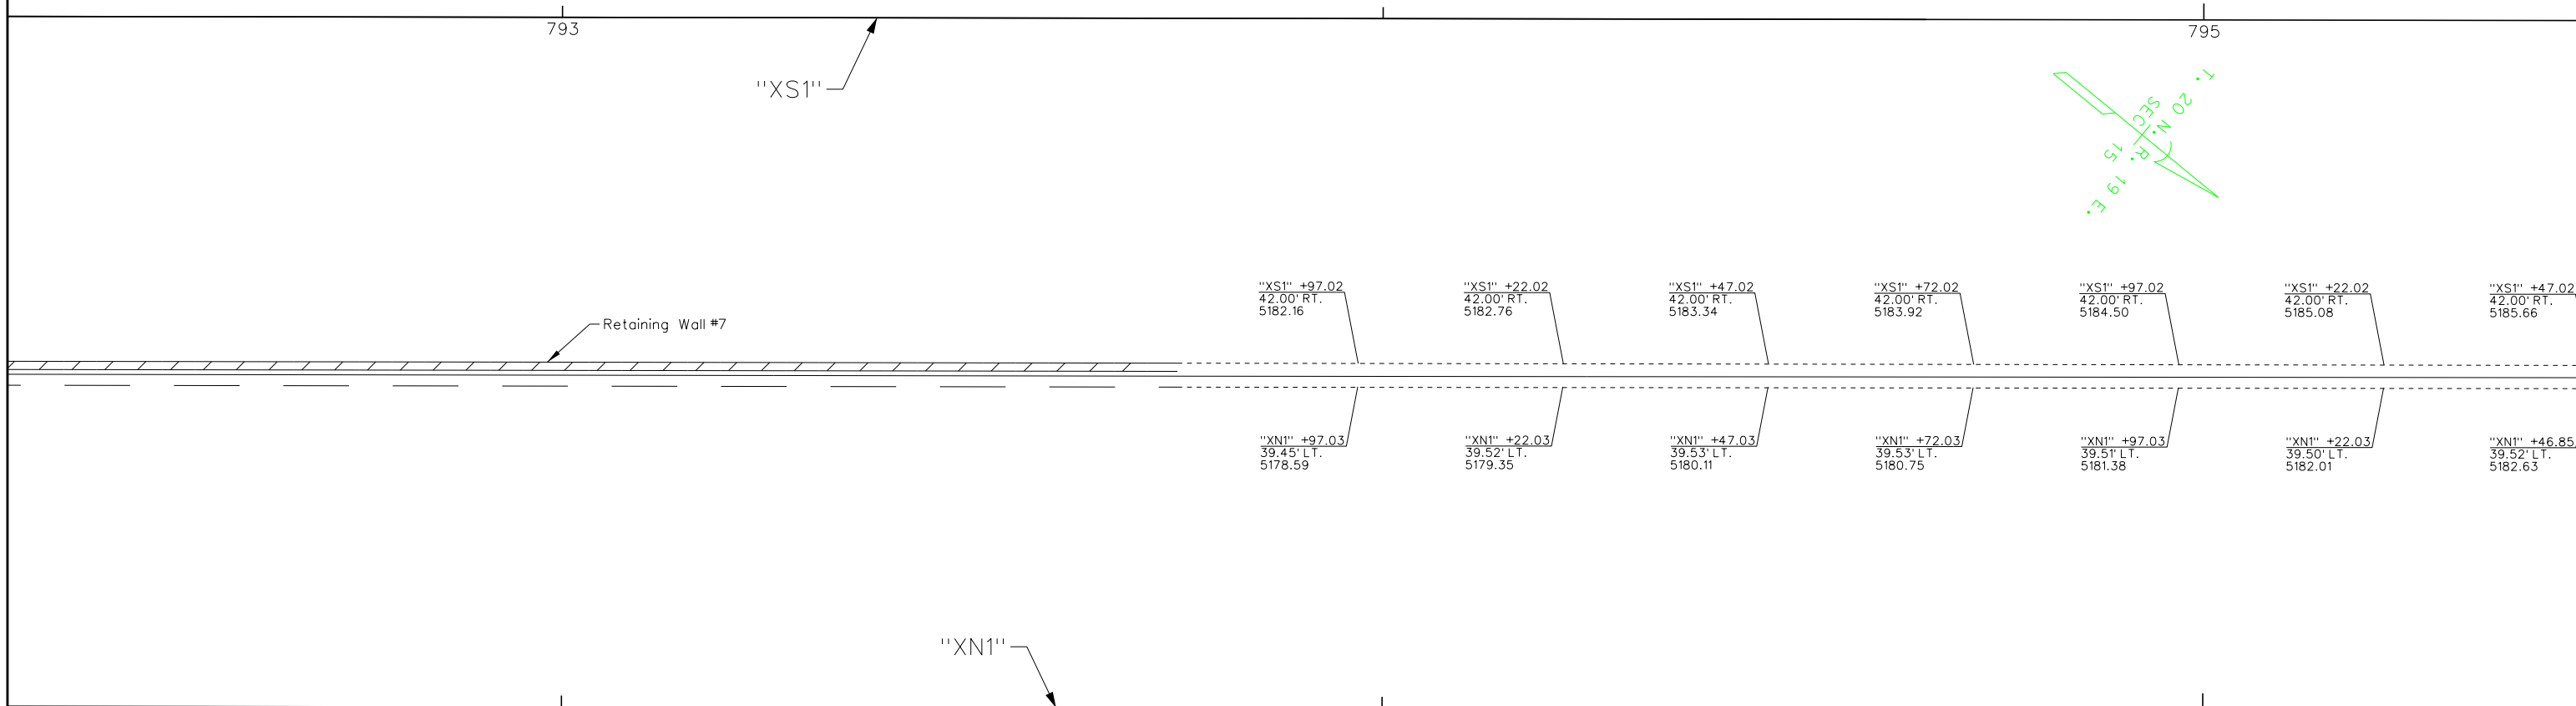 793
795
"XS1"
T. 20 N. R. 19 E.
SEC 15
"XS1" +97.02
42.00' RT.
5182.16
"XS1" +22.02
42.00' RT.
5182.76
"XS1" +47.02
42.00' RT.
5183.34
"XS1" +72.02
42.00' RT.
5183.92
"XS1" +97.02
42.00' RT.
5184.50
"XS1" +22.02
42.00' RT.
5185.08
"XS1" +47.02
42.00' RT.
5185.66
Retaining Wall #7
"XN1" +97.03
39.45' LT.
5178.59
"XN1" +22.03
39.52' LT.
5179.35
"XN1" +47.03
39.53' LT.
5180.11
"XN1" +72.03
39.53' LT.
5180.75
"XN1" +97.03
39.51' LT.
5181.38
"XN1" +22.03
39.50' LT.
5182.01
"XN1" +46.85
39.52' LT.
5182.63
"XN1"